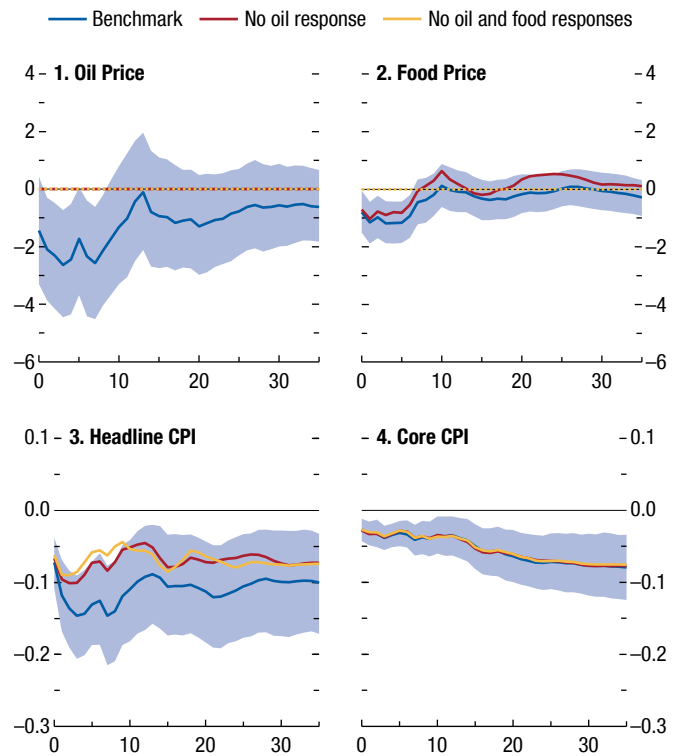 Benchmark No oil response No oil and food responses
4 1. Oil Price
2
0
–2
–4
–6
0 10 20 30
2. Food Price 4
2
0
–2
–4
–6
0 10 20 30
0.1 3. Headline CPI
0.0
–0.1
–0.2
–0.3
0 10 20 30
4. Core CPI 0.1
0.0
–0.1
–0.2
–0.3
0 10 20 30